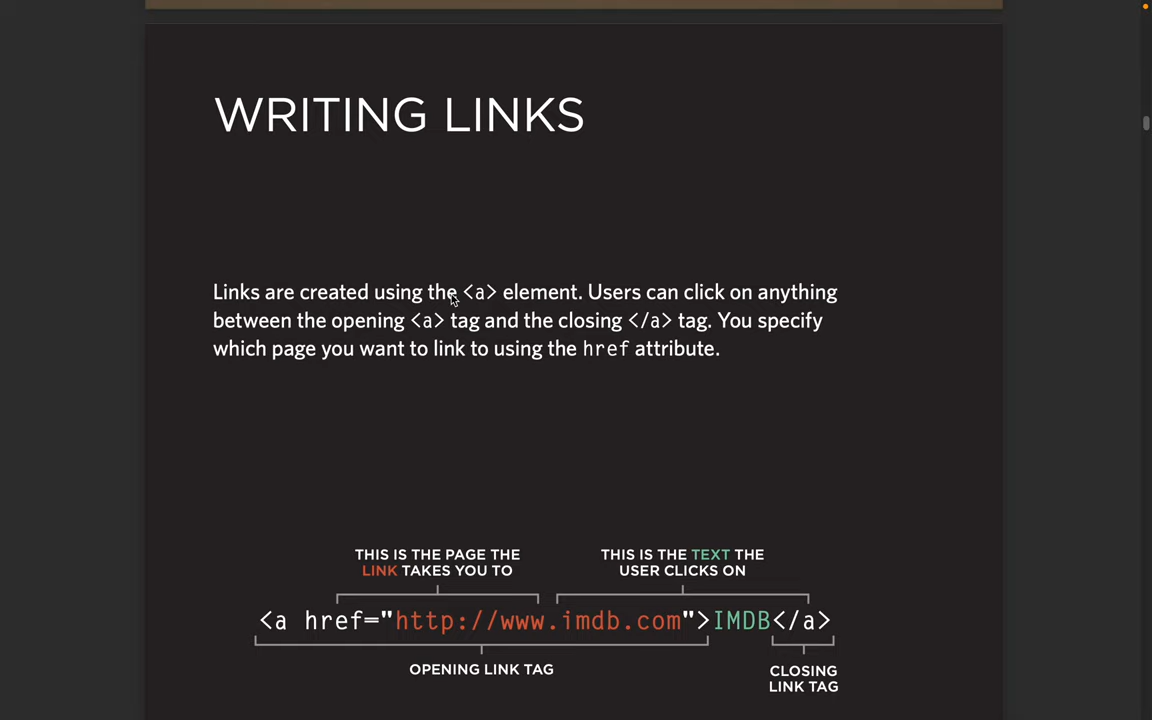 WRITING LINKS
Links are created using the <a> element. Users can click on anything
between the opening <a> tag and the closing </a> tag. You specify
which page you want to link to using the href attribute.
THIS IS THE PAGE THE
LINK TAKES YOU TO
THIS IS THE TEXT THE
USER CLICKS ON
<a href="http://www.imdb.com">IMDB</a>
OPENING LINK TAG
CLOSING
LINK TAG